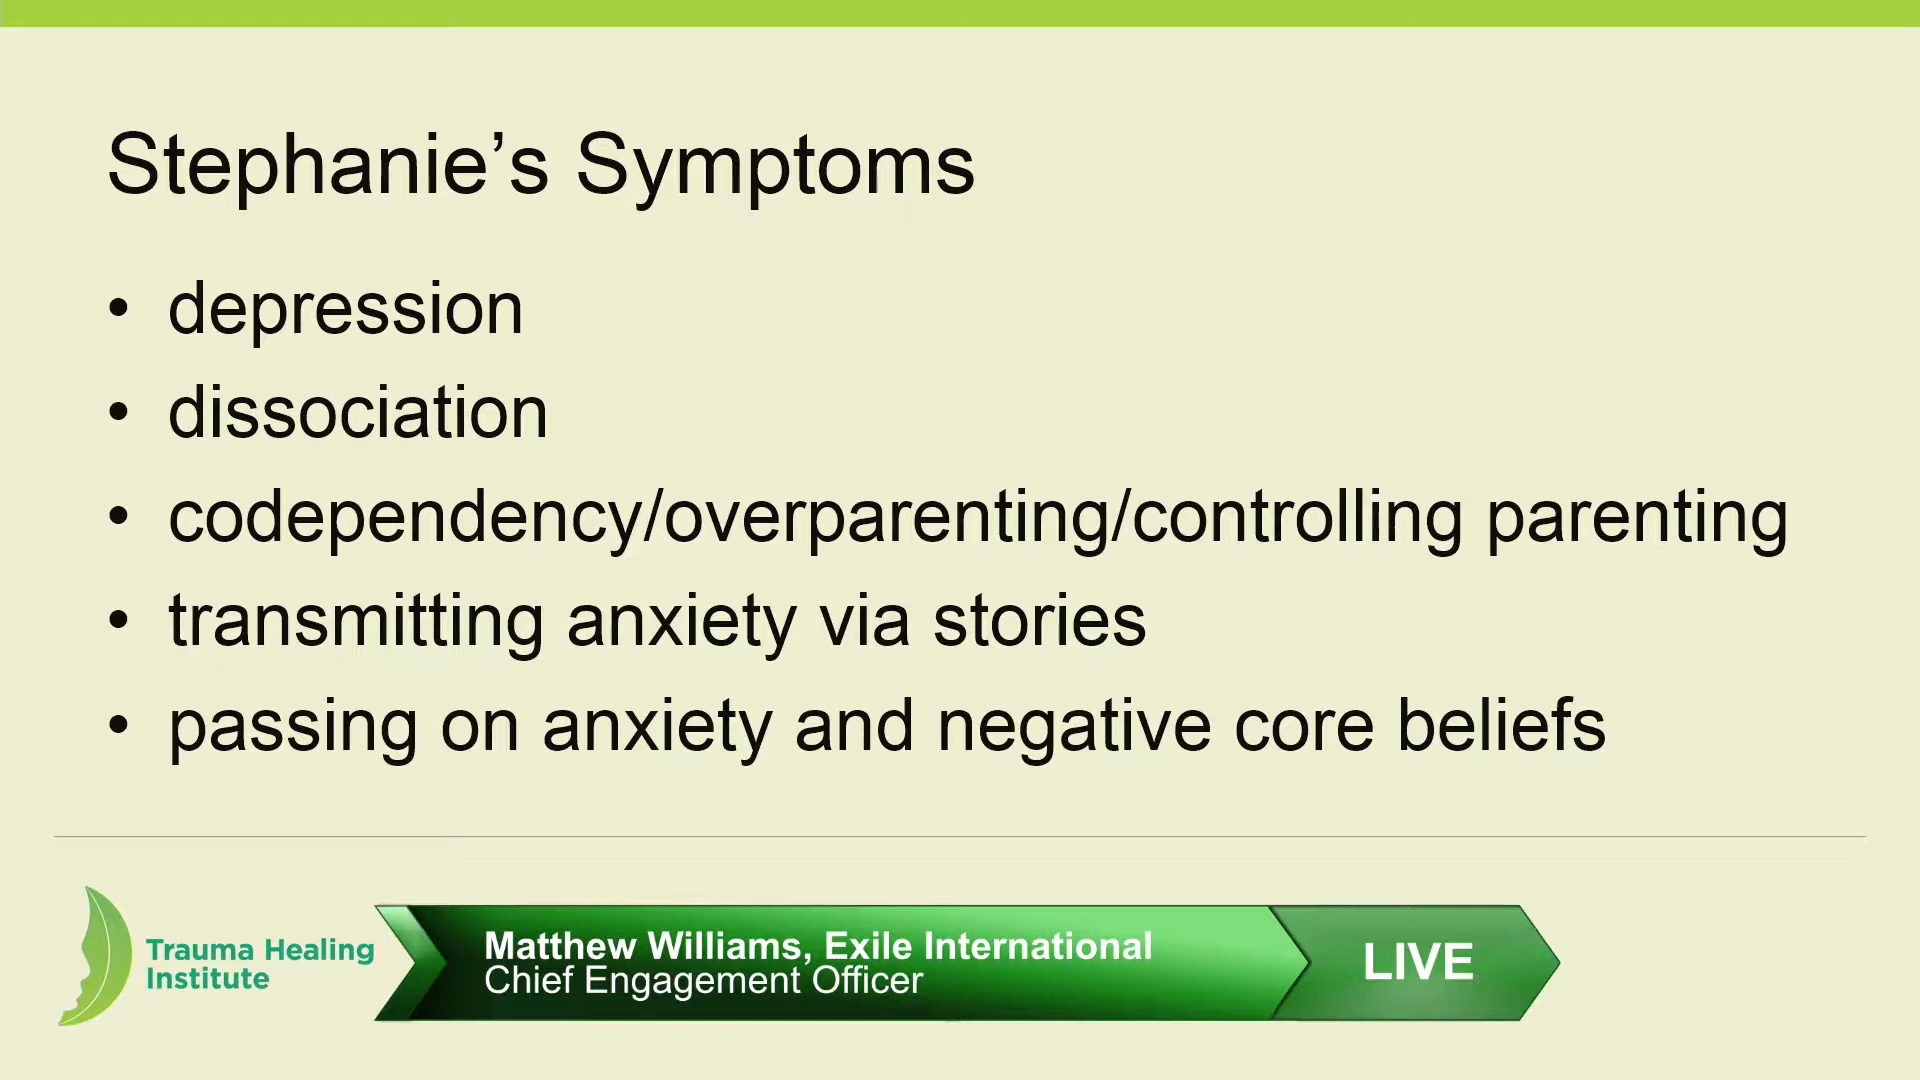 Stephanie’s Symptoms
• depression
• dissociation
• codependency/overparenting/controlling parenting
• transmitting anxiety via stories
• passing on anxiety and negative core beliefs
Trauma Healing
Institute
Matthew Williams, Exile International
Chief Engagement Officer
LIVE